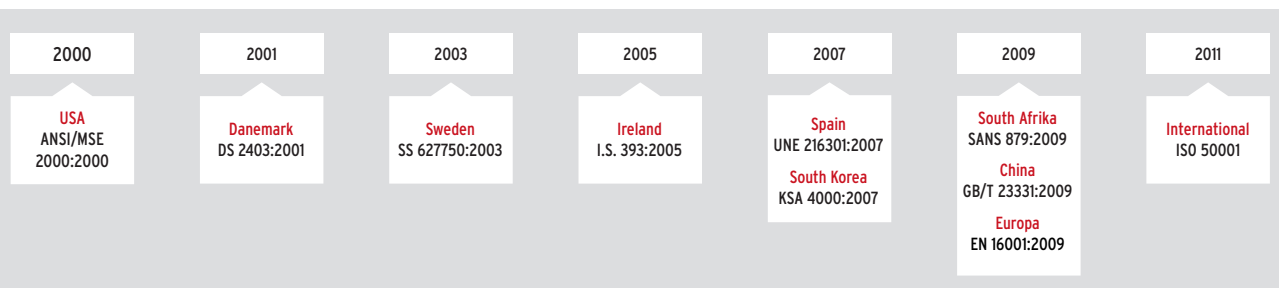 2000
USA
ANSI/MSE
2000:2000
2001
Danemark
DS 2403:2001
2003
Sweden
SS 627750:2003
2005
Ireland
I.S. 393:2005
2007
Spain
UNE 216301:2007
South Korea
KSA 4000:2007
2009
South Afrika
SANS 879:2009
China
GB/T 23331:2009
Europa
EN 16001:2009
2011
International
ISO 50001